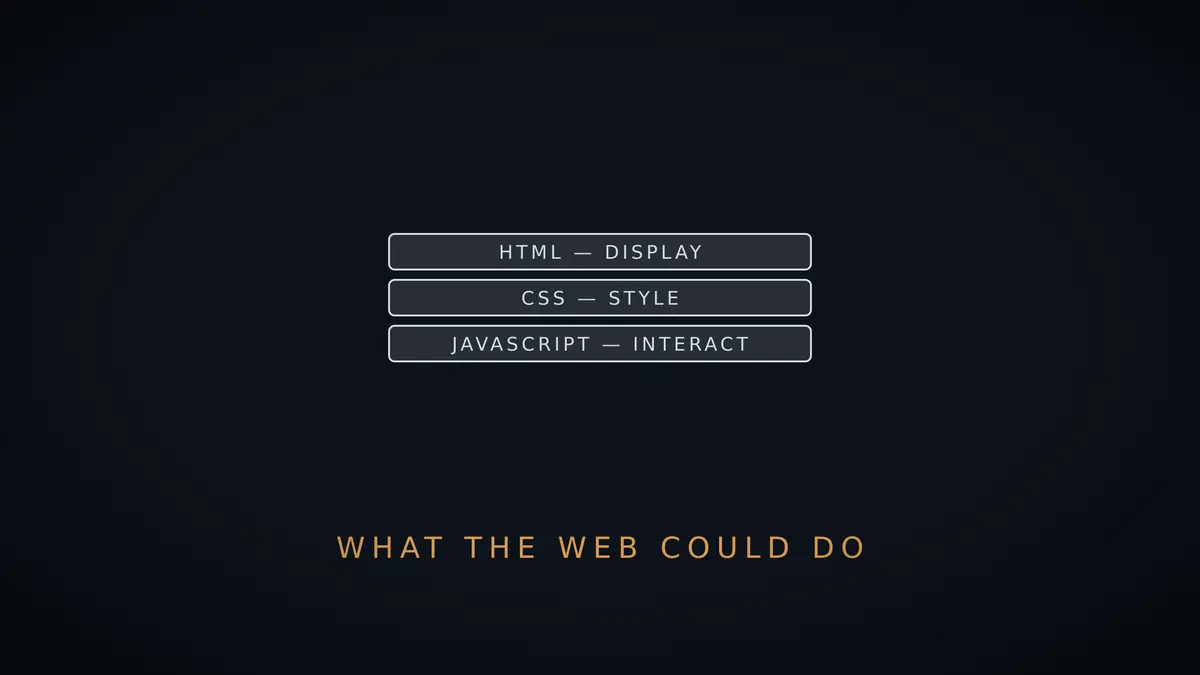 HTML — DISPLAY
CSS — STYLE
JAVASCRIPT — INTERACT
WHAT THE WEB COULD DO